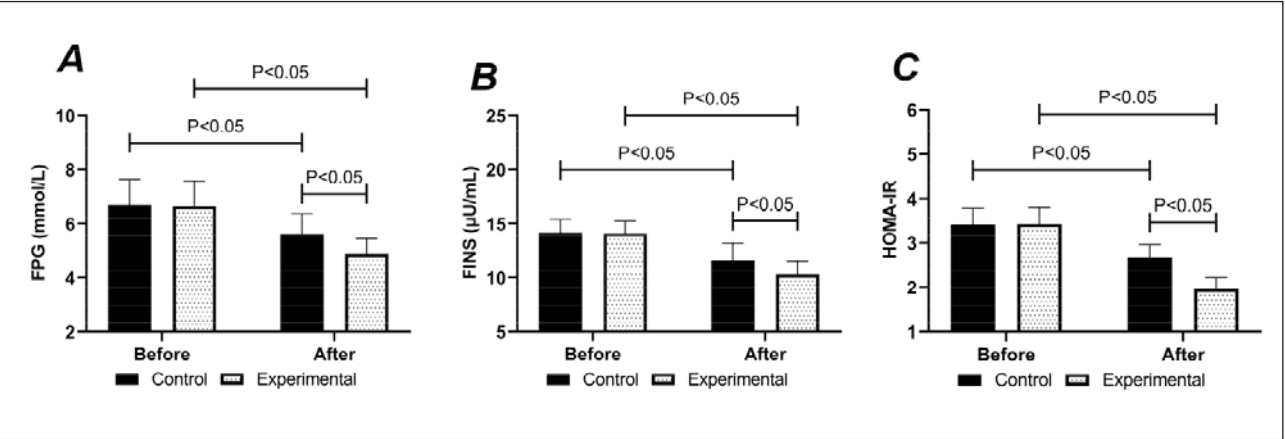 A
P<0.05
P<0.05
P<0.05
10
8
6
4
2
FPG (mmol/L)
Before
After
Control
Experimental
B
P<0.05
P<0.05
P<0.05
25
20
15
10
5
FINS (μU/mL)
Before
After
Control
Experimental
C
P<0.05
P<0.05
P<0.05
6
5
4
3
2
1
HOMA-IR
Before
After
Control
Experimental